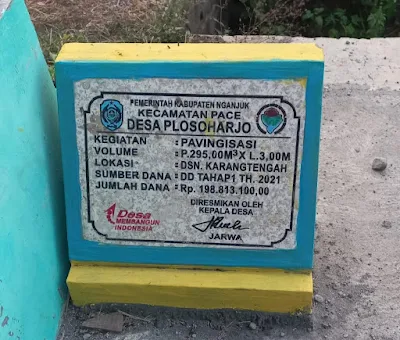 PEMERINTAH KABUPATEN NGANJUK
KECAMATAN PACE
DESA PLOSOHARJO
KEGIATAN : PAVINGISASI
VOLUME : P.295,00M³ X L.3,00M
LOKASI : DSN. KARANGTENGAH
SUMBER DANA : DD TAHAP1 TH. 2021
JUMLAH DANA : Rp. 198.813.100,00
DIRESMIKAN OLEH
KEPALA DESA
JARWA
Desa
MEMBANGUN
INDONESIA